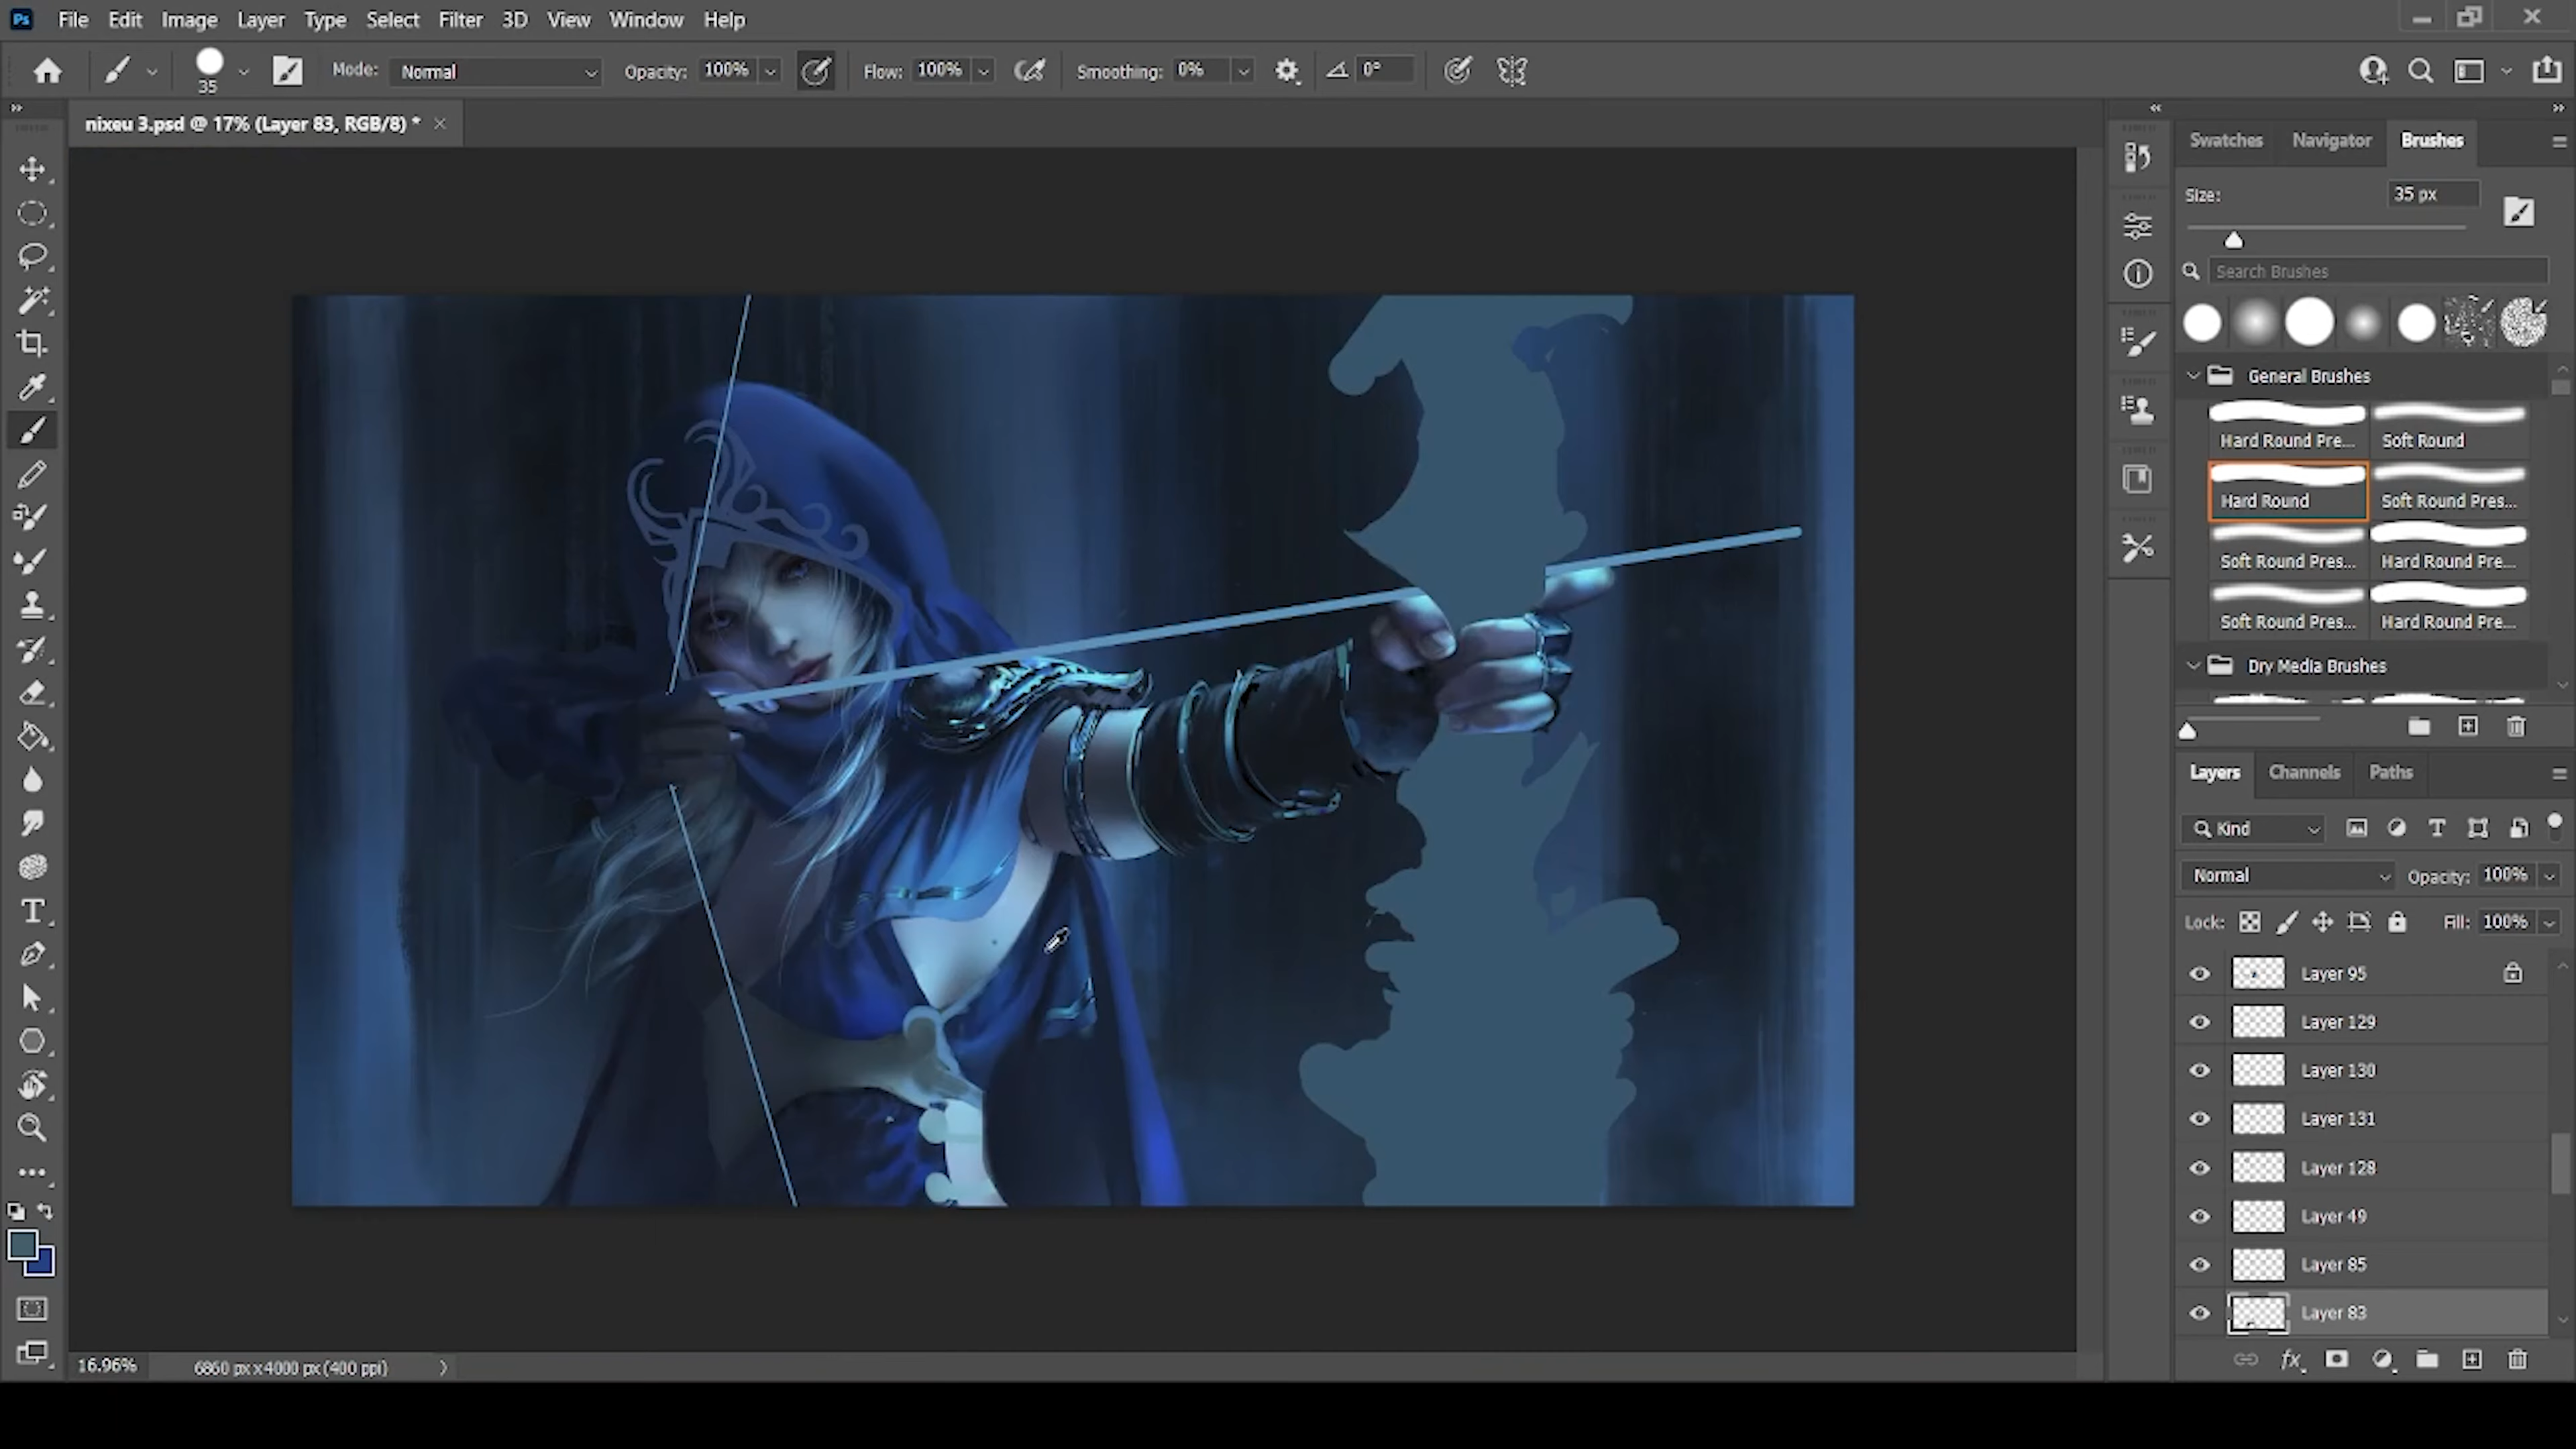 Ps File Edit Image Layer Type Select Filter 3D View Window Help
35 Mode: Normal Opacity: 100% Flow: 100% Smoothing: 0% 0°
nixeu 3.psd @ 17% (Layer 83, RGB/8) *
Swatches Navigator Brushes
Size: 35 px
Search Brushes
General Brushes
Hard Round Pre... Soft Round
Hard Round Soft Round Pres...
Soft Round Pres... Hard Round Pre...
Soft Round Pres... Hard Round Pre...
Dry Media Brushes
Layers Channels Paths
Kind
Normal Opacity: 100%
Lock: Fill: 100%
Layer 95
Layer 129
Layer 130
Layer 131
Layer 128
Layer 49
Layer 85
Layer 83
fx
16.96% 6860 px x 4000 px (400 ppi)